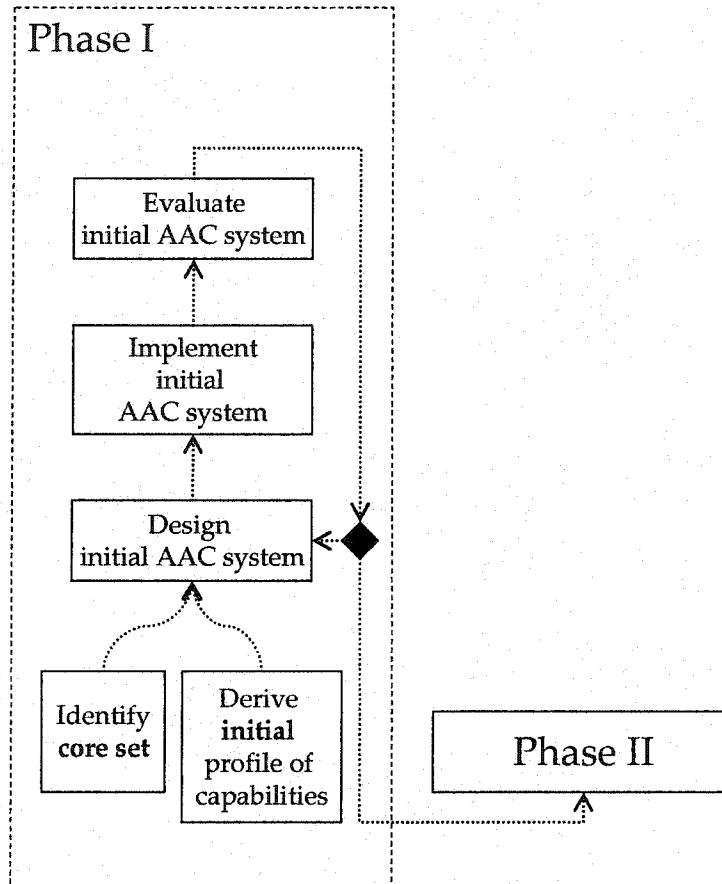 Phase I
Evaluate
initial AAC system
Implement
initial
AAC system
Design
initial AAC system
Identify
core set
Derive
initial
profile of
capabilities
Phase II